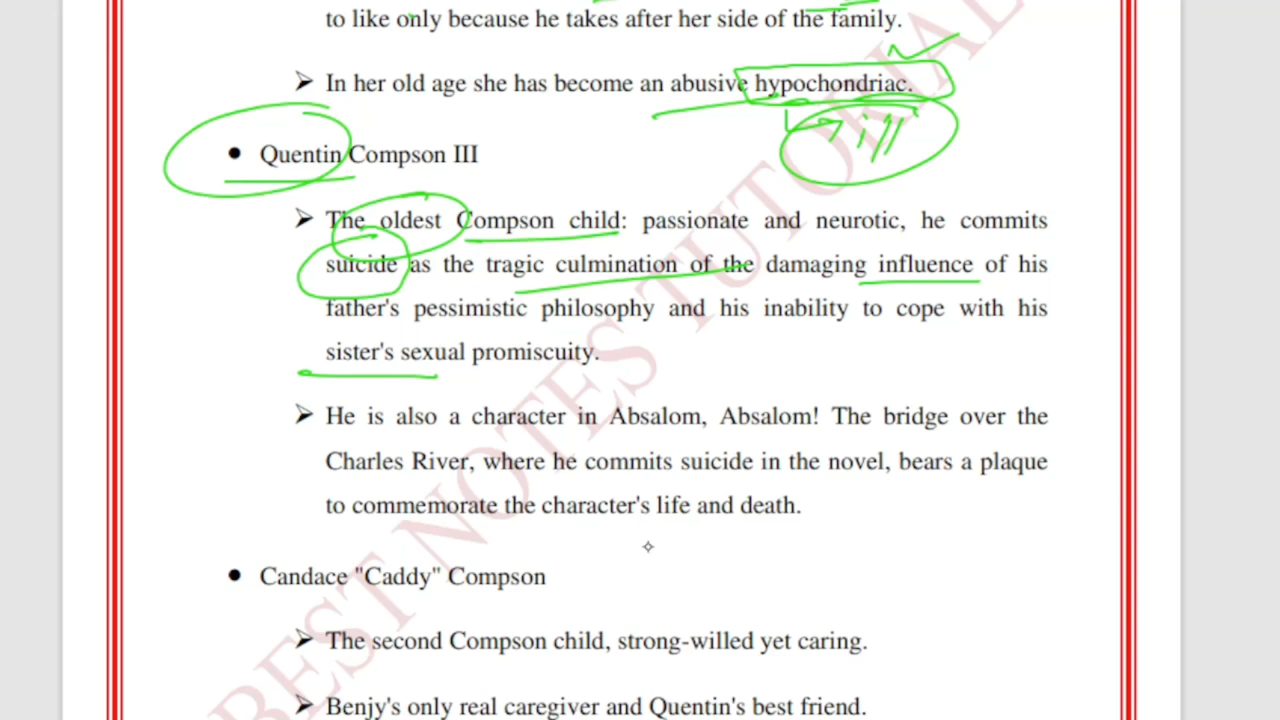 to like only because he takes after her side of the family.
➢ In her old age she has become an abusive hypochondriac.
ill
• Quentin Compson III
➢ The oldest Compson child: passionate and neurotic, he commits
suicide as the tragic culmination of the damaging influence of his
father's pessimistic philosophy and his inability to cope with his
sister's sexual promiscuity.
➢ He is also a character in Absalom, Absalom! The bridge over the
Charles River, where he commits suicide in the novel, bears a plaque
to commemorate the character's life and death.
• Candace "Caddy" Compson
➢ The second Compson child, strong-willed yet caring.
➢ Benjy's only real caregiver and Quentin's best friend.
BEST NOTES TUTORIAL